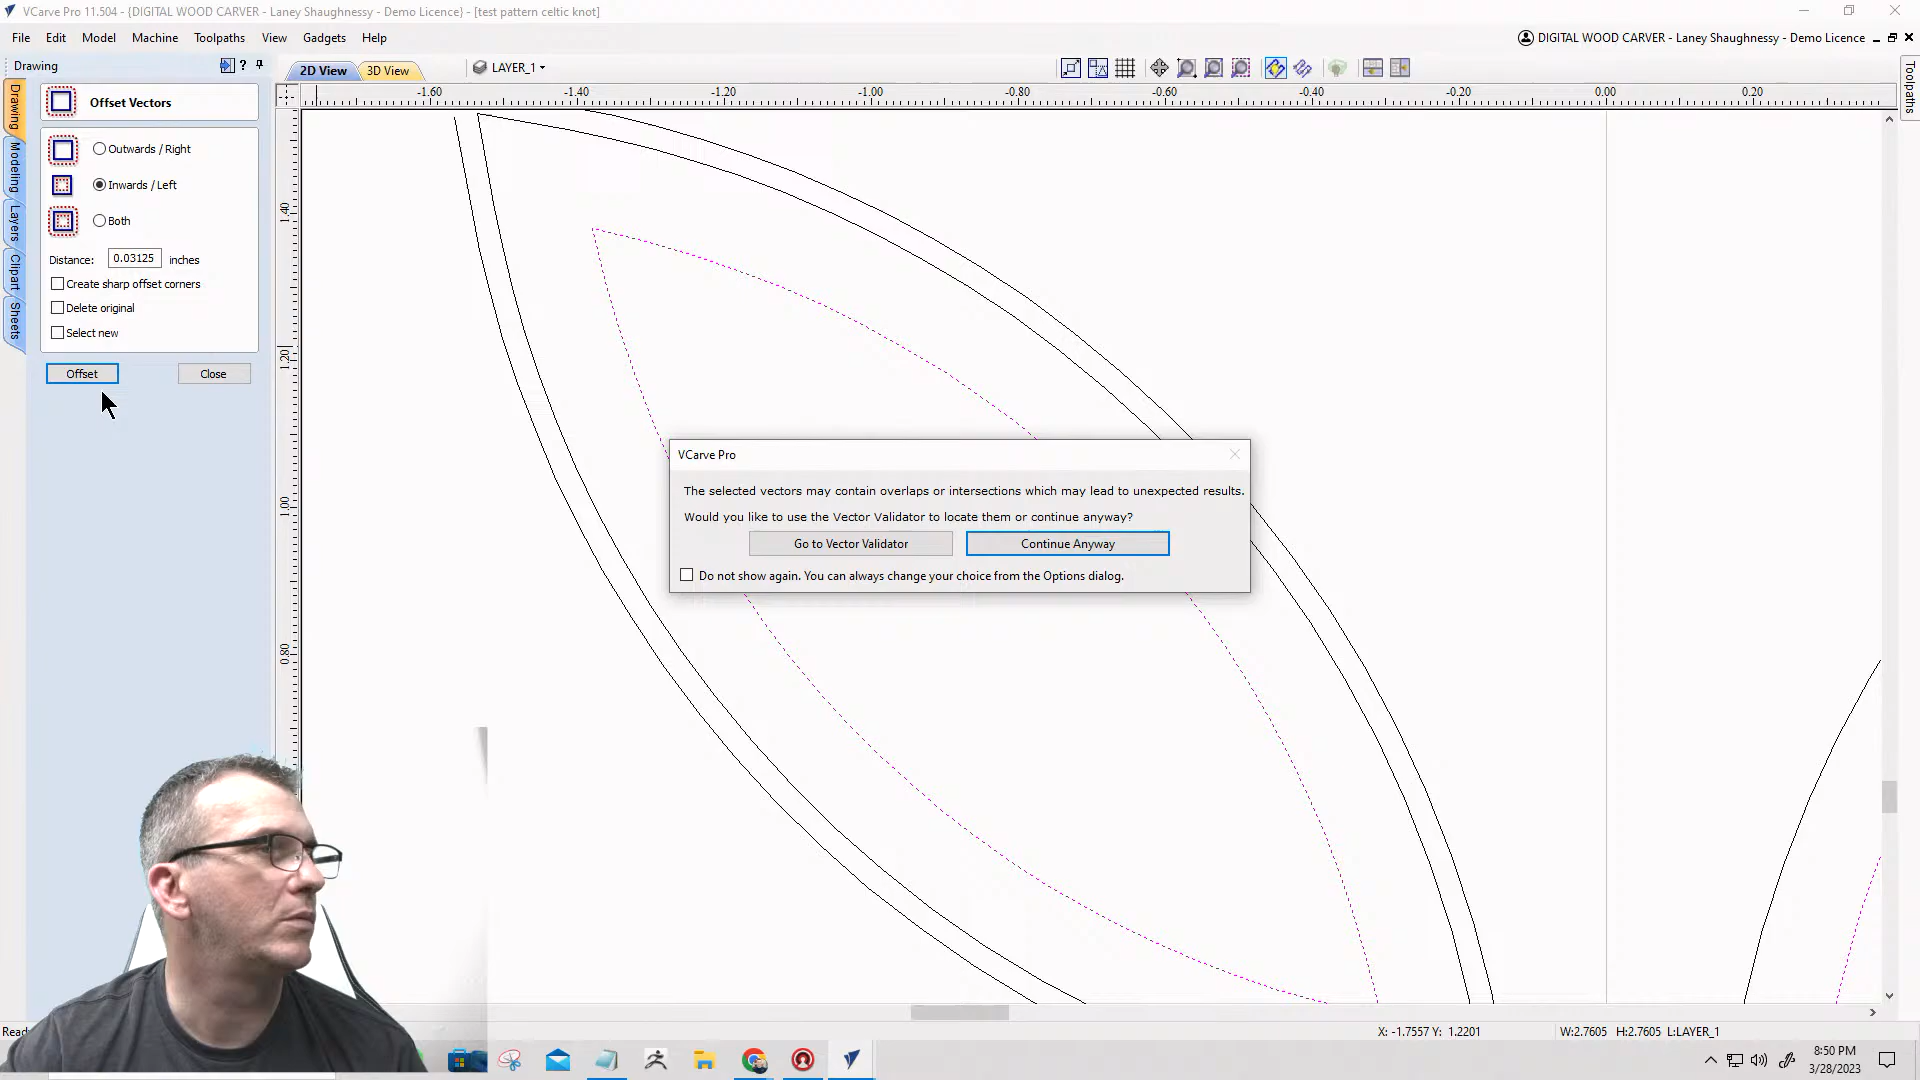 VCarve Pro 11.504 - {DIGITAL WOOD CARVER - Laney Shaughnessy - Demo Licence} - [test pattern celtic knot]
File Edit Model Machine Toolpaths View Gadgets Help
DIGITAL WOOD CARVER - Laney Shaughnessy - Demo Licence
Drawing
2D View 3D View LAYER_1
-1.60 -1.40 -1.20 -1.00 -0.80 -0.60 -0.40 -0.20 0.00 0.20
Toolpaths
Drawing
Modeling
Layers
Clipart
Sheets
Offset Vectors
Outwards / Right
Inwards / Left
Both
Distance: 0.03125 inches
Create sharp offset corners
Delete original
Select new
Offset Close
1.40
1.20
1.00
0.80
VCarve Pro
The selected vectors may contain overlaps or intersections which may lead to unexpected results.
Would you like to use the Vector Validator to locate them or continue anyway?
Go to Vector Validator Continue Anyway
Do not show again. You can always change your choice from the Options dialog.
X: -1.7557 Y: 1.2201 W:2.7605 H:2.7605 L:LAYER_1
8:50 PM
3/28/2023